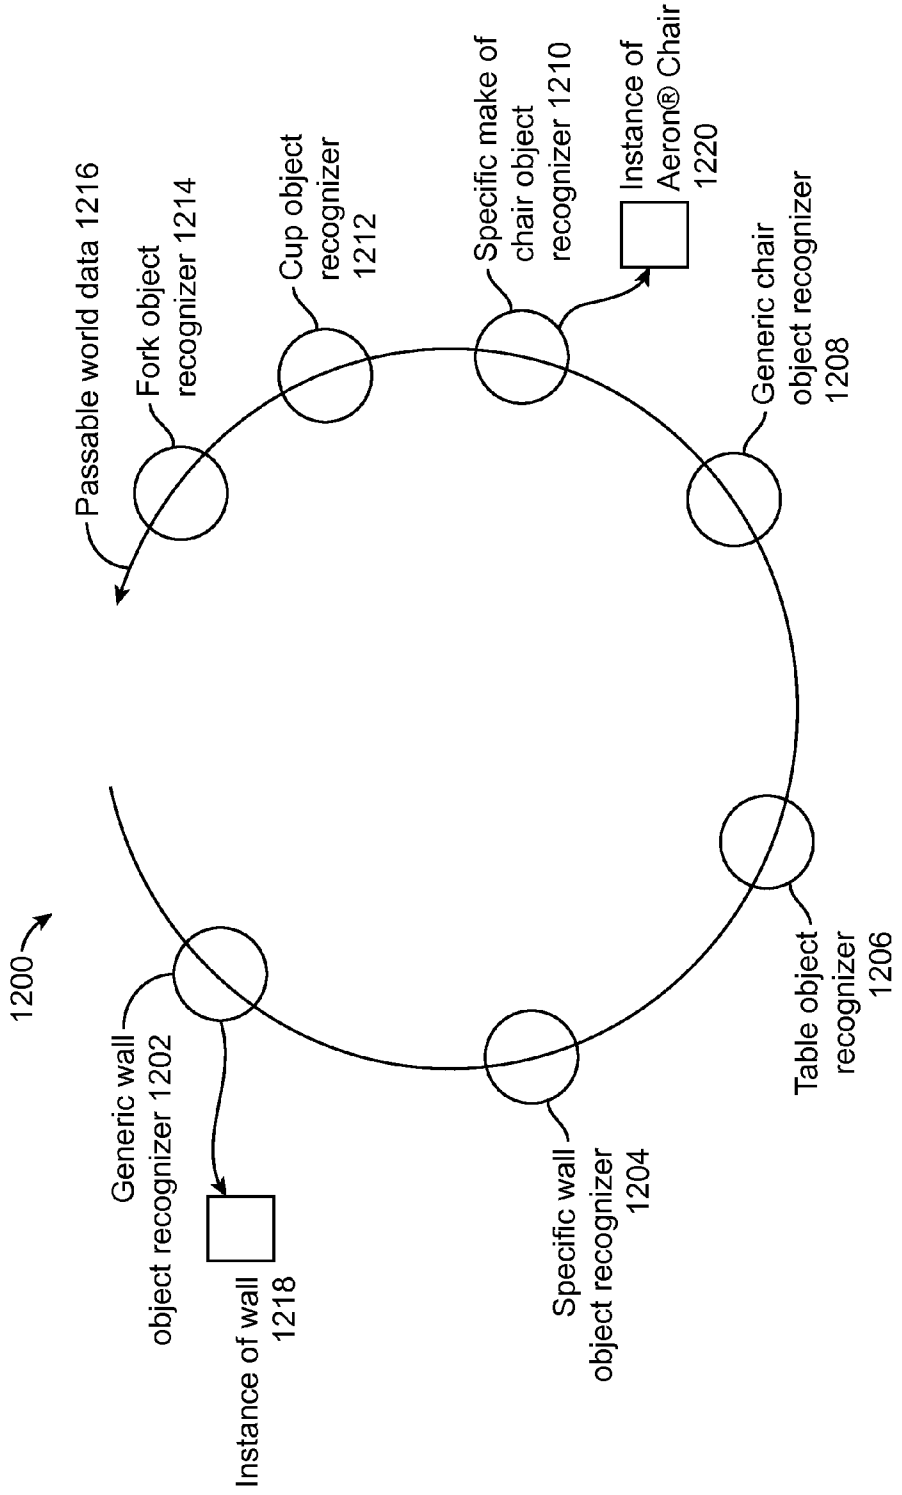 1200
Passable world data 1216
Generic wall
object recognizer 1202
Fork object
recognizer 1214
Instance of wall
1218
Cup object
recognizer
1212
Specific wall
object recognizer
1204
Specific make of
chair object
recognizer 1210
Instance of
Aeron® Chair
1220
Table object
recognizer
1206
Generic chair
object recognizer
1208